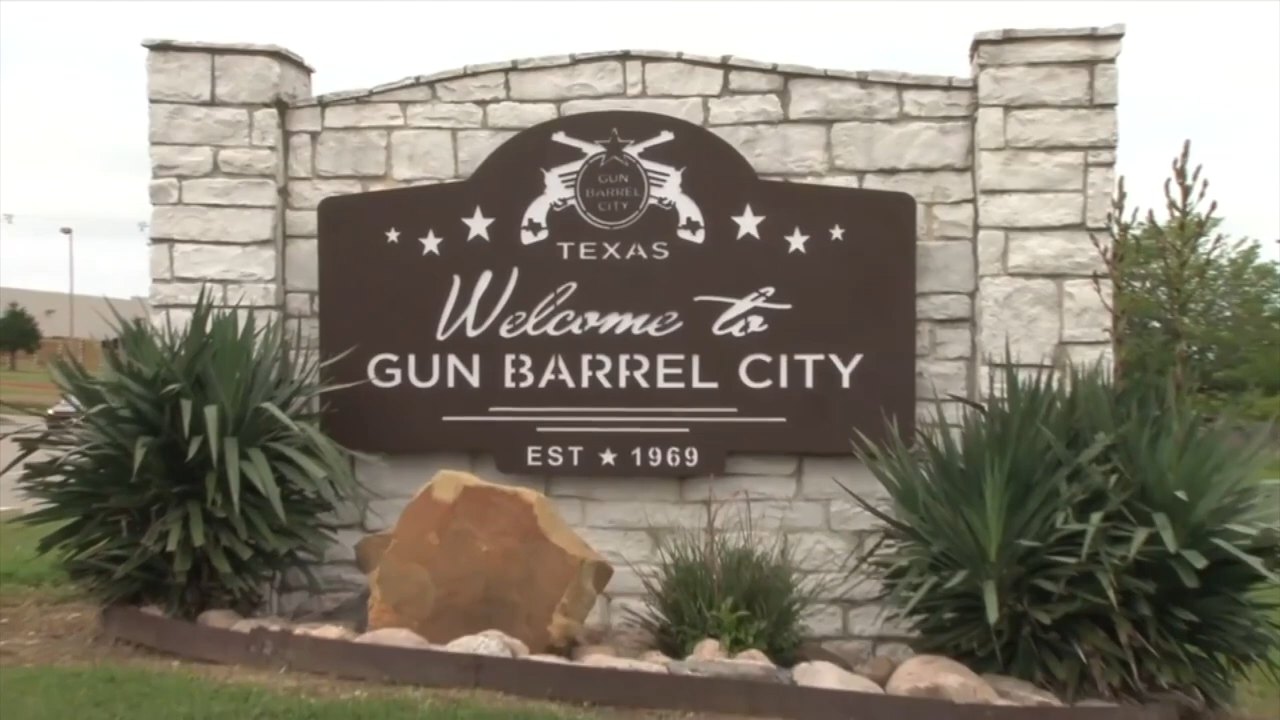 GUN
BARREL
CITY
TEXAS
Welcome to
GUN BARREL CITY
EST ★ 1969